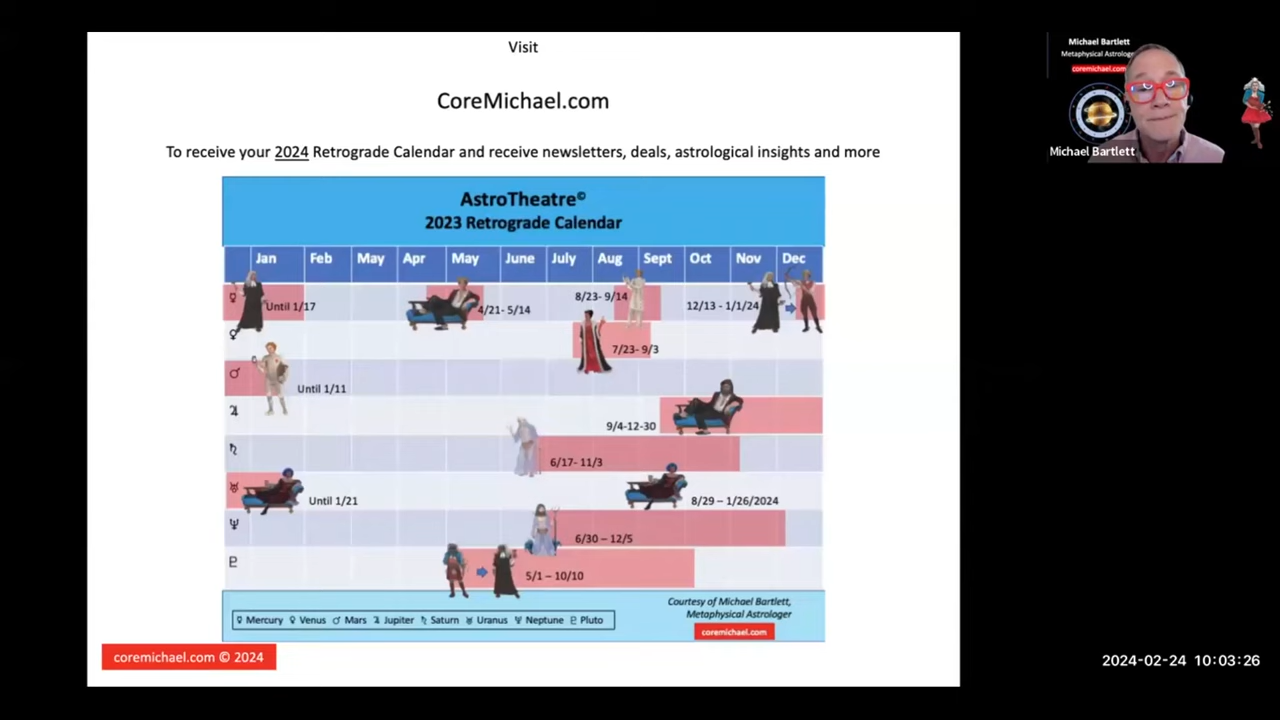 Visit
CoreMichael.com
To receive your 2024 Retrograde Calendar and receive newsletters, deals, astrological insights and more
AstroTheatre©
2023 Retrograde Calendar
Jan Feb May Apr May June July Aug Sept Oct Nov Dec
☿ Until 1/17 4/21- 5/14 8/23- 9/14 12/13 - 1/1/24
♀ 7/23- 9/3
♂ Until 1/11
♃ 9/4-12-30
♄ 6/17- 11/3
♅ Until 1/21 8/29 – 1/26/2024
♆ 6/30 – 12/5
♇ 5/1 – 10/10
☿ Mercury ♀ Venus ♂ Mars ♃ Jupiter ♄ Saturn ♅ Uranus ♆ Neptune ♇ Pluto
Courtesy of Michael Bartlett,
Metaphysical Astrologer
coremichael.com
coremichael.com © 2024
Michael Bartlett
Metaphysical Astrologe
coremichael.com
Michael Bartlett
2024-02-24 10:03:26